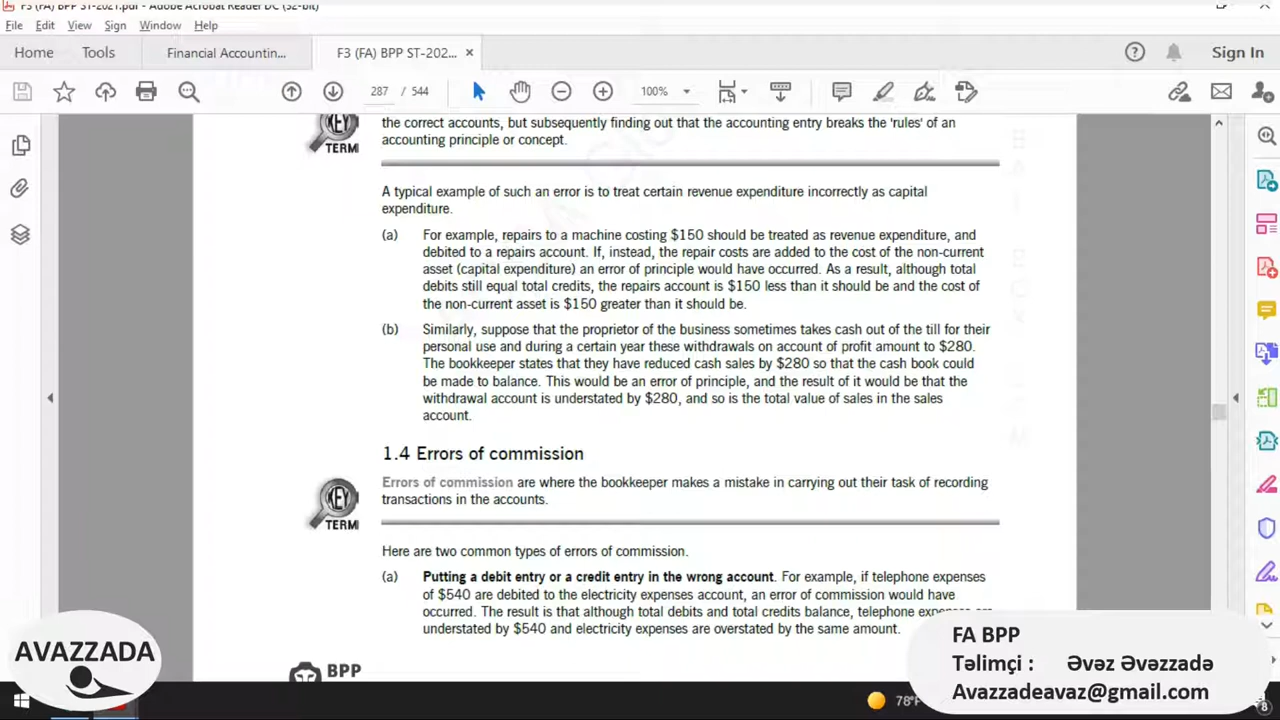 F3 (FA) BPP ST-2021.pdf - Adobe Acrobat Reader DC (32-bit)
File Edit View Sign Window Help
Home Tools Financial Accountin... F3 (FA) BPP ST-202... × Sign In
287 / 544 100%
KEY TERM
the correct accounts, but subsequently finding out that the accounting entry breaks the 'rules' of an
accounting principle or concept.
A typical example of such an error is to treat certain revenue expenditure incorrectly as capital
expenditure.
(a) For example, repairs to a machine costing $150 should be treated as revenue expenditure, and
debited to a repairs account. If, instead, the repair costs are added to the cost of the non-current
asset (capital expenditure) an error of principle would have occurred. As a result, although total
debits still equal total credits, the repairs account is $150 less than it should be and the cost of
the non-current asset is $150 greater than it should be.
(b) Similarly, suppose that the proprietor of the business sometimes takes cash out of the till for their
personal use and during a certain year these withdrawals on account of profit amount to $280.
The bookkeeper states that they have reduced cash sales by $280 so that the cash book could
be made to balance. This would be an error of principle, and the result of it would be that the
withdrawal account is understated by $280, and so is the total value of sales in the sales
account.
1.4 Errors of commission
KEY TERM
Errors of commission are where the bookkeeper makes a mistake in carrying out their task of recording
transactions in the accounts.
Here are two common types of errors of commission.
(a) Putting a debit entry or a credit entry in the wrong account. For example, if telephone expenses
of $540 are debited to the electricity expenses account, an error of commission would have
occurred. The result is that although total debits and total credits balance, telephone expenses are
understated by $540 and electricity expenses are overstated by the same amount.
BPP
AVAZZADA
FA BPP
Təlimçi : Əvəz Əvəzzadə
Avazzadeavaz@gmail.com
78°
8